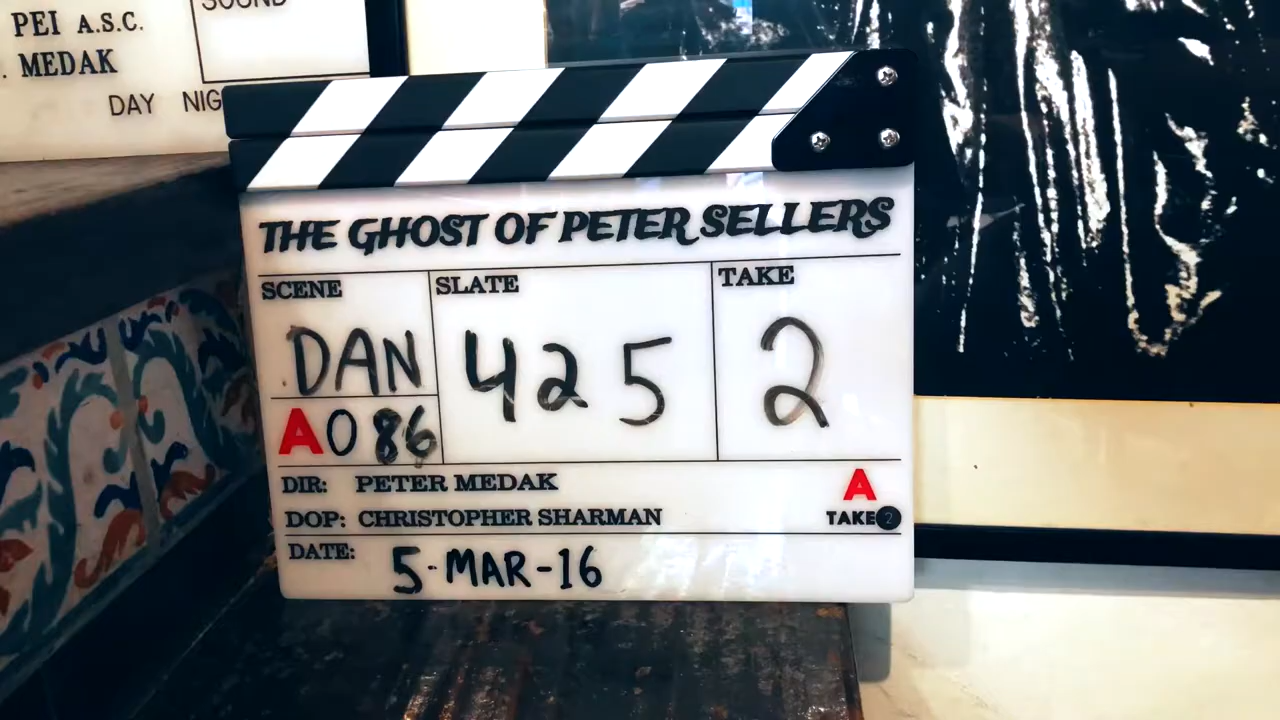 SOUND
PEI A.S.C.
. MEDAK
DAY NIG
THE GHOST OF PETER SELLERS
SCENE SLATE TAKE
DAN 425 2
A086
DIR: PETER MEDAK A
DOP: CHRISTOPHER SHARMAN TAKE 2
DATE: 5-MAR-16